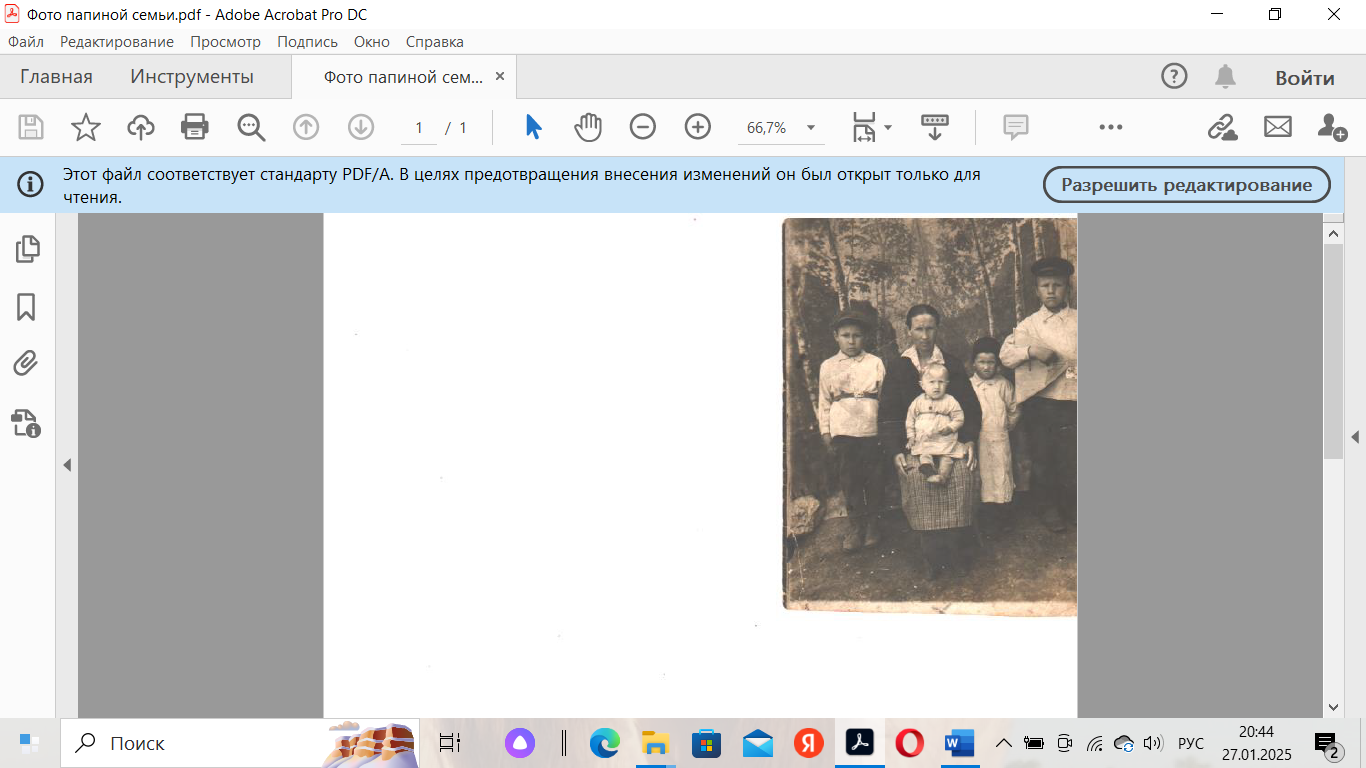 Фото папиной семьи.pdf - Adobe Acrobat Pro DC
Файл Редактирование Просмотр Подпись Окно Справка
Главная Инструменты Фото папиной сем... Войти
1 / 1 66,7%
Этот файл соответствует стандарту PDF/A. В целях предотвращения внесения изменений он был открыт только для
чтения.
Разрешить редактирование
Поиск
РУС
20:44
27.01.2025
2